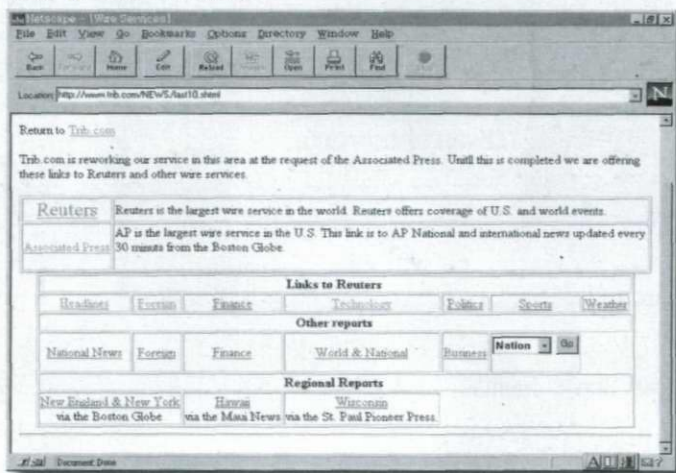 Netscape - [Wire Services]
File Edit View Go Bookmarks Options Directory Window Help
Back Forward Home Edit Reload Open Print Find
Location: http://www.trib.com/NEWS/last10.shtml
N
Return to Trib.com
Trib.com is reworking our service in this area at the request of the Associated Press. Until this is completed we are offering
these links to Reuters and other wire services.
Reuters Reuters is the largest wire service in the world. Reuters offers coverage of U.S. and world events.
Associated Press AP is the largest wire service in the U.S. This link is to AP National and international news updated every
30 minuts from the Boston Globe.
Links to Reuters
Headlines Foreign Finance Technology Politics Sports Weather
Other reports
National News Foreign Finance World & National Business Nation Go
Regional Reports
New England & New York Hawaii Wisconsin
via the Boston Globe via the Maui News via the St. Paul Pioneer Press.
Document: Done